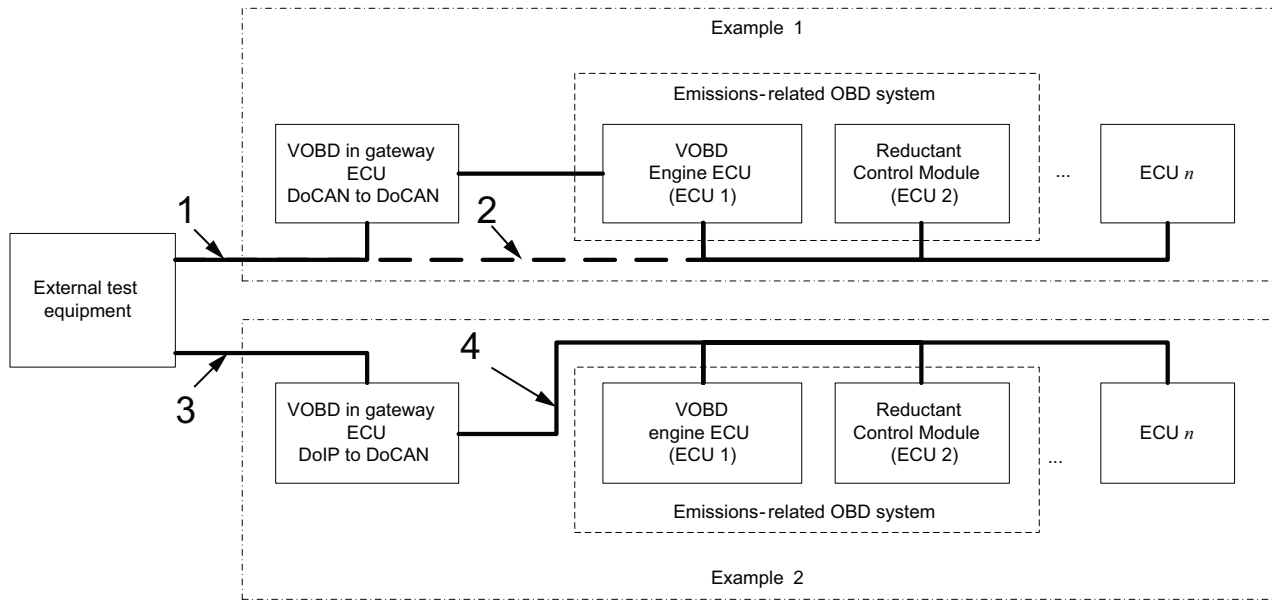 Example 1
Emissions-related OBD system
VOBD in gateway
ECU
DoCAN to DoCAN
VOBD
Engine ECU
(ECU 1)
Reductant
Control Module
(ECU 2)
...
ECU n
1
2
External test
equipment
3
4
VOBD in gateway
ECU
DoIP to DoCAN
VOBD
engine ECU
(ECU 1)
Reductant
Control Module
(ECU 2)
...
ECU n
Emissions-related OBD system
Example 2